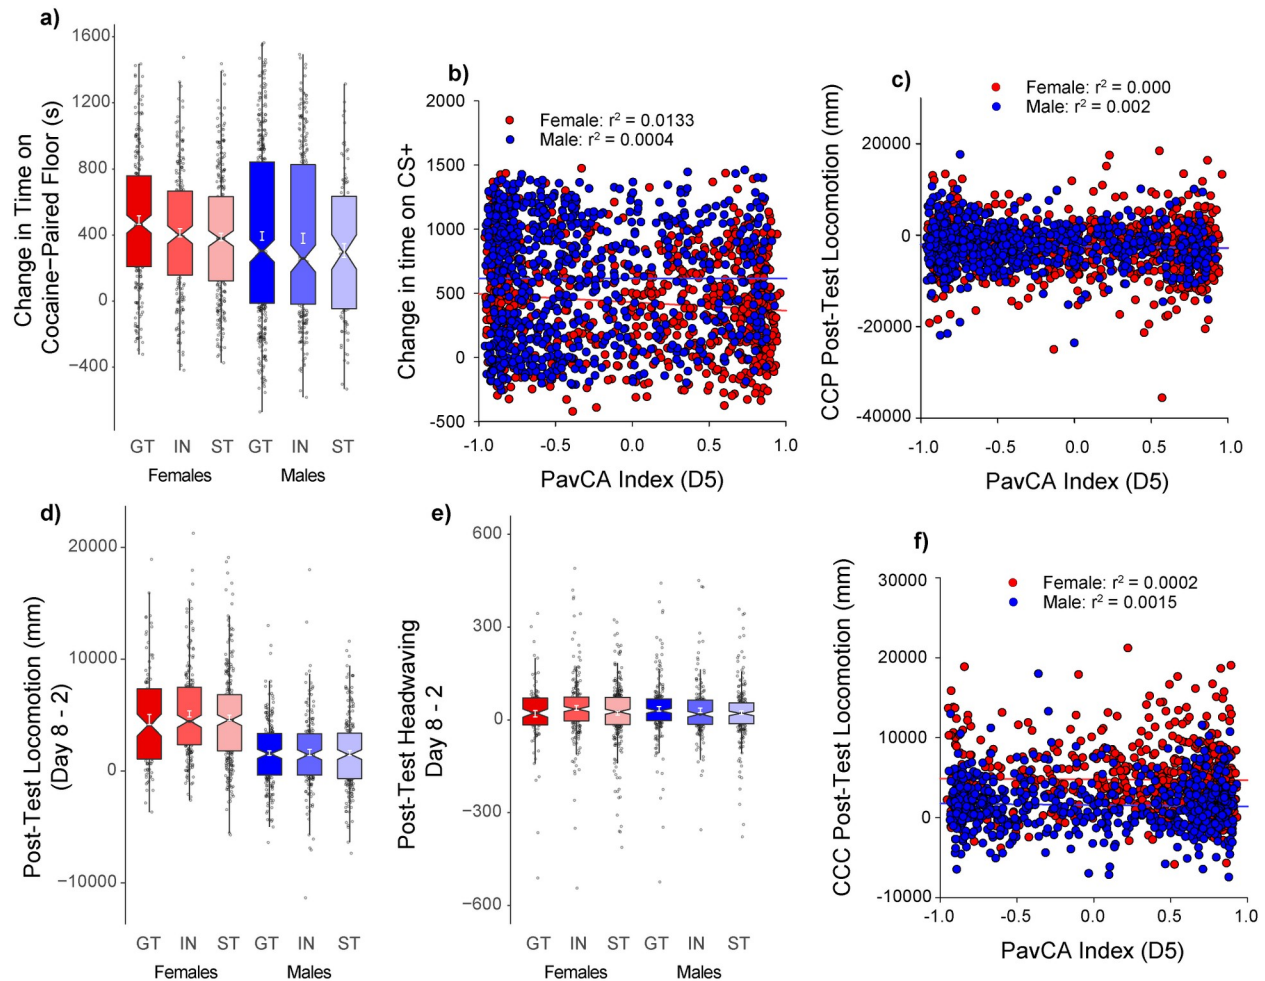 a)
Change in Time on
Cocaine−Paired Floor (s)
1600
1200
800
400
0
−400
GT IN ST GT IN ST
Females Males
b)
Female: r² = 0.0133
Male: r² = 0.0004
Change in time on CS+
2000
1500
1000
500
0
-500
-1.0 -0.5 0.0 0.5 1.0
PavCA Index (D5)
c)
Female: r² = 0.000
Male: r² = 0.002
CCP Post-Test Locomotion (mm)
20000
0
-20000
-40000
-1.0 -0.5 0.0 0.5 1.0
PavCA Index (D5)
d)
Post-Test Locomotion (mm)
(Day 8 - 2)
20000
10000
0
−10000
GT IN ST GT IN ST
Females Males
e)
Post-Test Headwaving
Day 8 - 2
600
300
0
−300
−600
GT IN ST GT IN ST
Females Males
f)
Female: r² = 0.0002
Male: r² = 0.0015
CCC Post-Test Locomotion (mm)
30000
20000
10000
0
-10000
-1.0 -0.5 0.0 0.5 1.0
PavCA Index (D5)